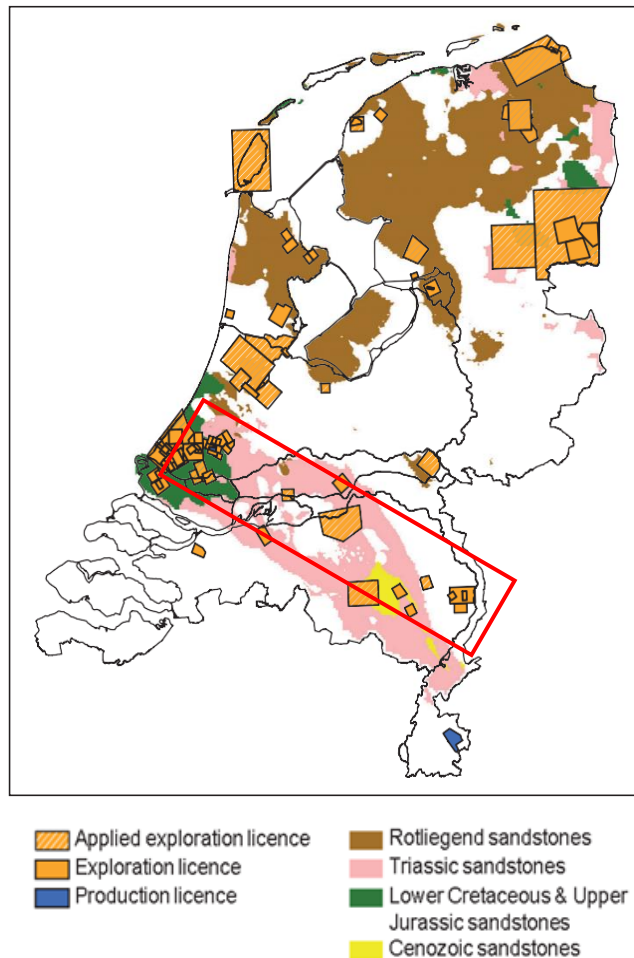 Applied exploration licence
Exploration licence
Production licence
Rotliegend sandstones
Triassic sandstones
Lower Cretaceous & Upper
Jurassic sandstones
Cenozoic sandstones